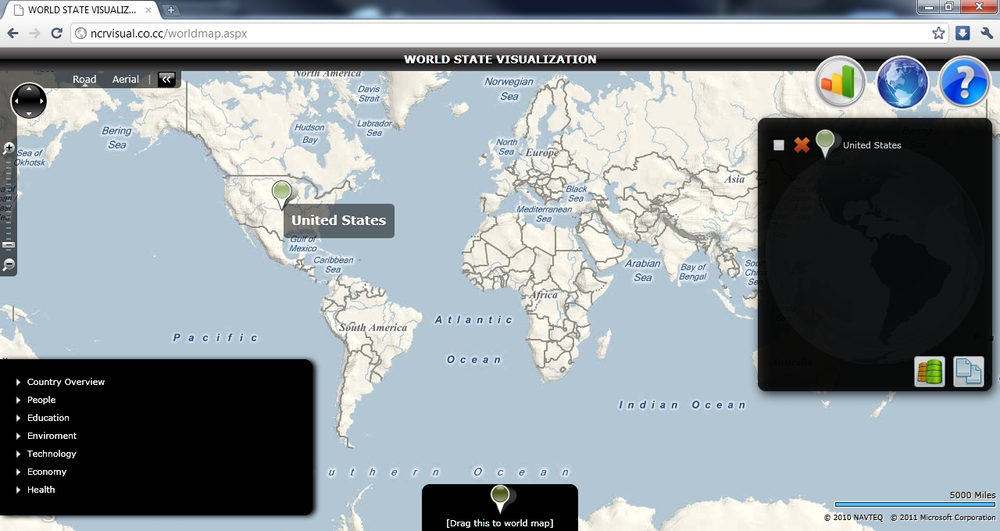 WORLD STATE VISUALIZ...
ncrvisual.co.cc/worldmap.aspx
WORLD STATE VISUALIZATION
Road Aerial
North America
Norwegian
Sea
Davis
Strait
Hudson
Bay
Labrador
Sea
Bering
Sea
Sea of
Okhotsk
North
Sea
Europe
Asia
Black
Sea
Mediterranean
Sea
United States
United States
Gulf of
Mexico
Caribbean
Sea
Arabian
Sea
Bay of
Bengal
South
China
Sea
Africa
South America
Atlantic
Ocean
Pacific
Indian Ocean
Australia
Country Overview
People
Education
Enviroment
Technology
Economy
Health
uthern Ocean
[Drag this to world map]
5000 Miles
© 2010 NAVTEQ © 2011 Microsoft Corporation